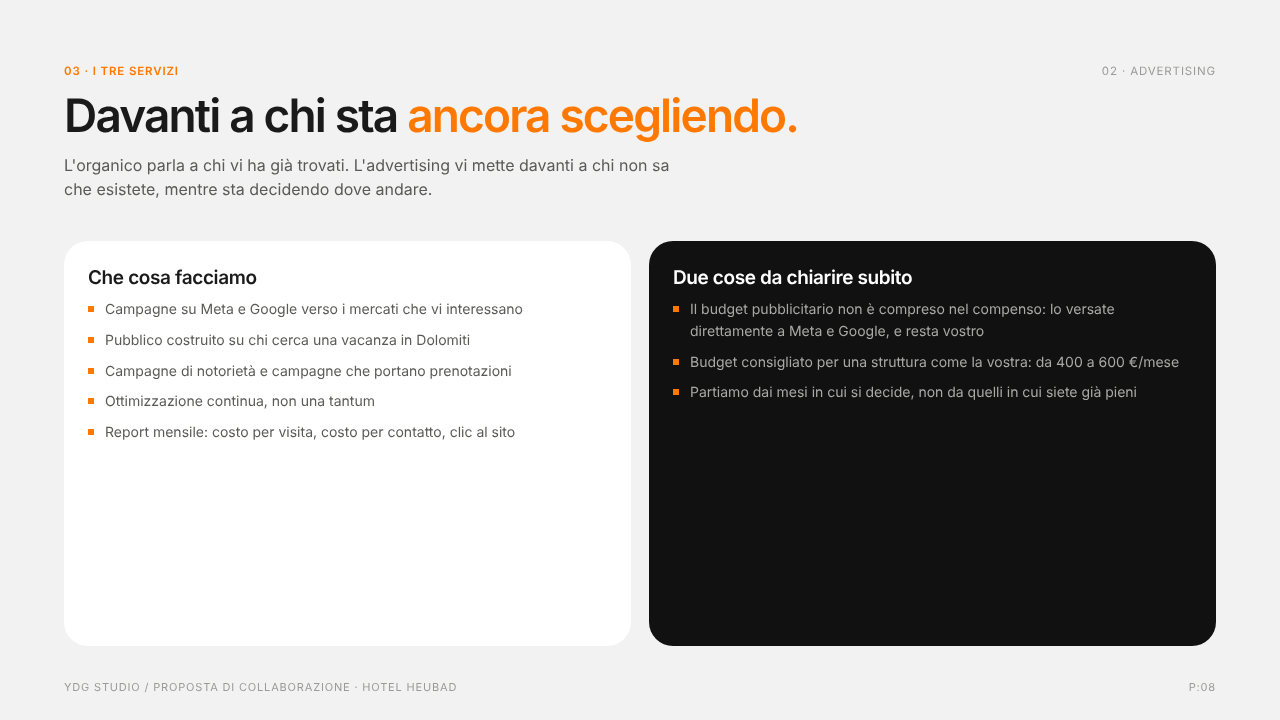 03 · I TRE SERVIZI
02 · ADVERTISING
Davanti a chi sta ancora scegliendo.
L'organico parla a chi vi ha già trovati. L'advertising vi mette davanti a chi non sa
che esistete, mentre sta decidendo dove andare.
Che cosa facciamo
Campagne su Meta e Google verso i mercati che vi interessano
Pubblico costruito su chi cerca una vacanza in Dolomiti
Campagne di notorietà e campagne che portano prenotazioni
Ottimizzazione continua, non una tantum
Report mensile: costo per visita, costo per contatto, clic al sito
Due cose da chiarire subito
Il budget pubblicitario non è compreso nel compenso: lo versate
direttamente a Meta e Google, e resta vostro
Budget consigliato per una struttura come la vostra: da 400 a 600 €/mese
Partiamo dai mesi in cui si decide, non da quelli in cui siete già pieni
YDG STUDIO / PROPOSTA DI COLLABORAZIONE · HOTEL HEUBAD
P:08